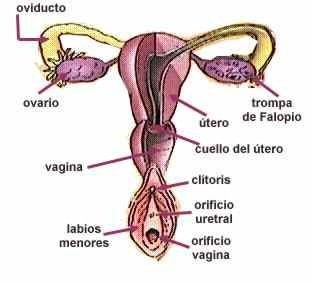 oviducto
ovario
trompa
de Falopio
útero
cuello del útero
vagina
clitoris
orificio
uretral
labios
menores
orificio
vagina